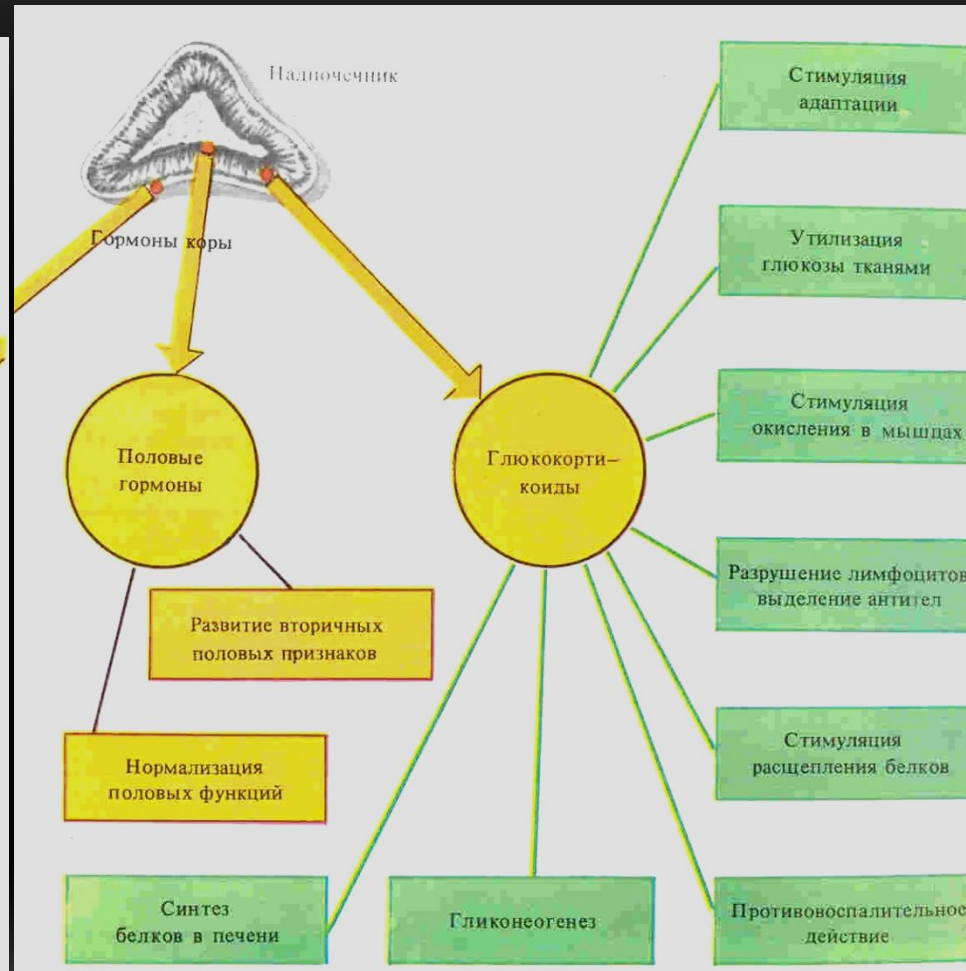 Надпочечник
Гормоны коры
Половые
гормоны
Глюкокорти–
коиды
Развитие вторичных
половых признаков
Нормализация
половых функций
Стимуляция
адаптации
Утилизация
глюкозы тканями
Стимуляция
окисления в мышцах
Разрушение лимфоцитов
выделение антител
Стимуляция
расщепления белков
Синтез
белков в печени
Гликонеогенез
Противовоспалительное
действие